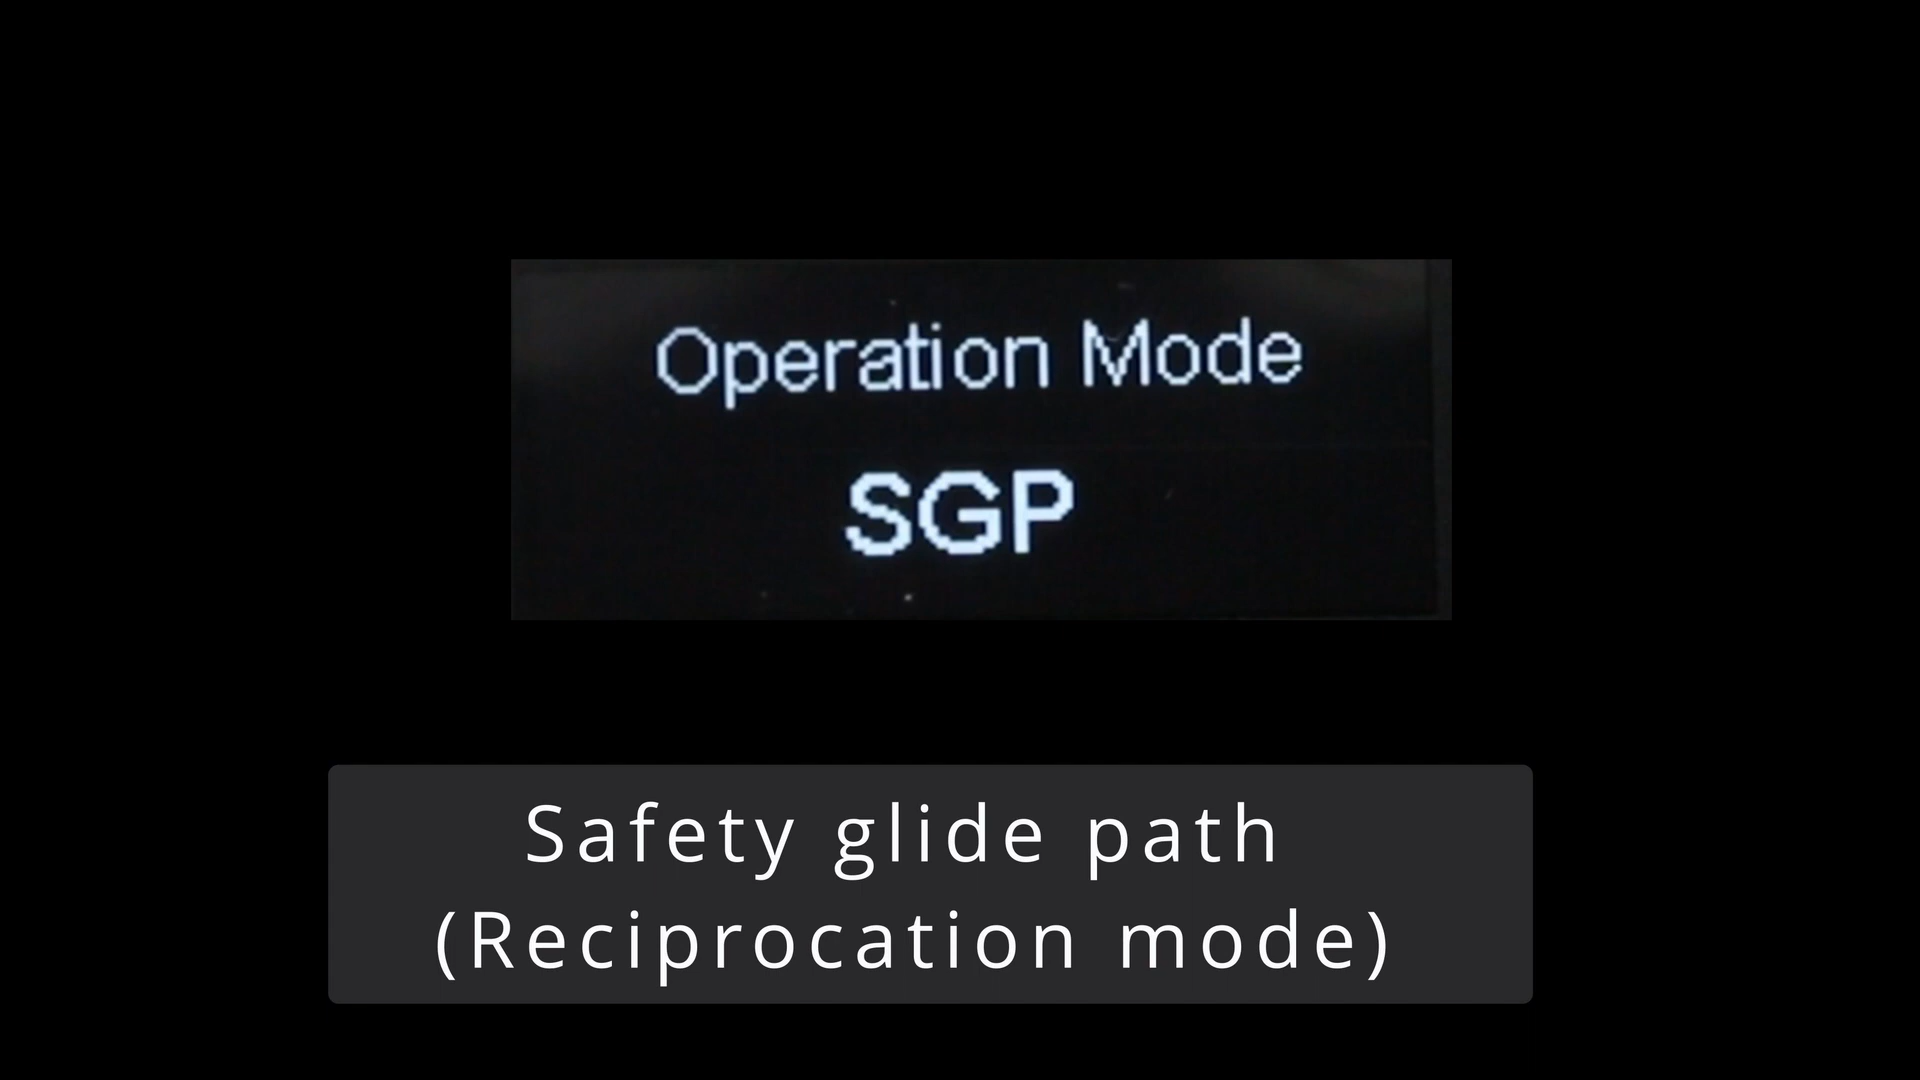 Operation Mode
SGP
Safety glide path
(Reciprocation mode)